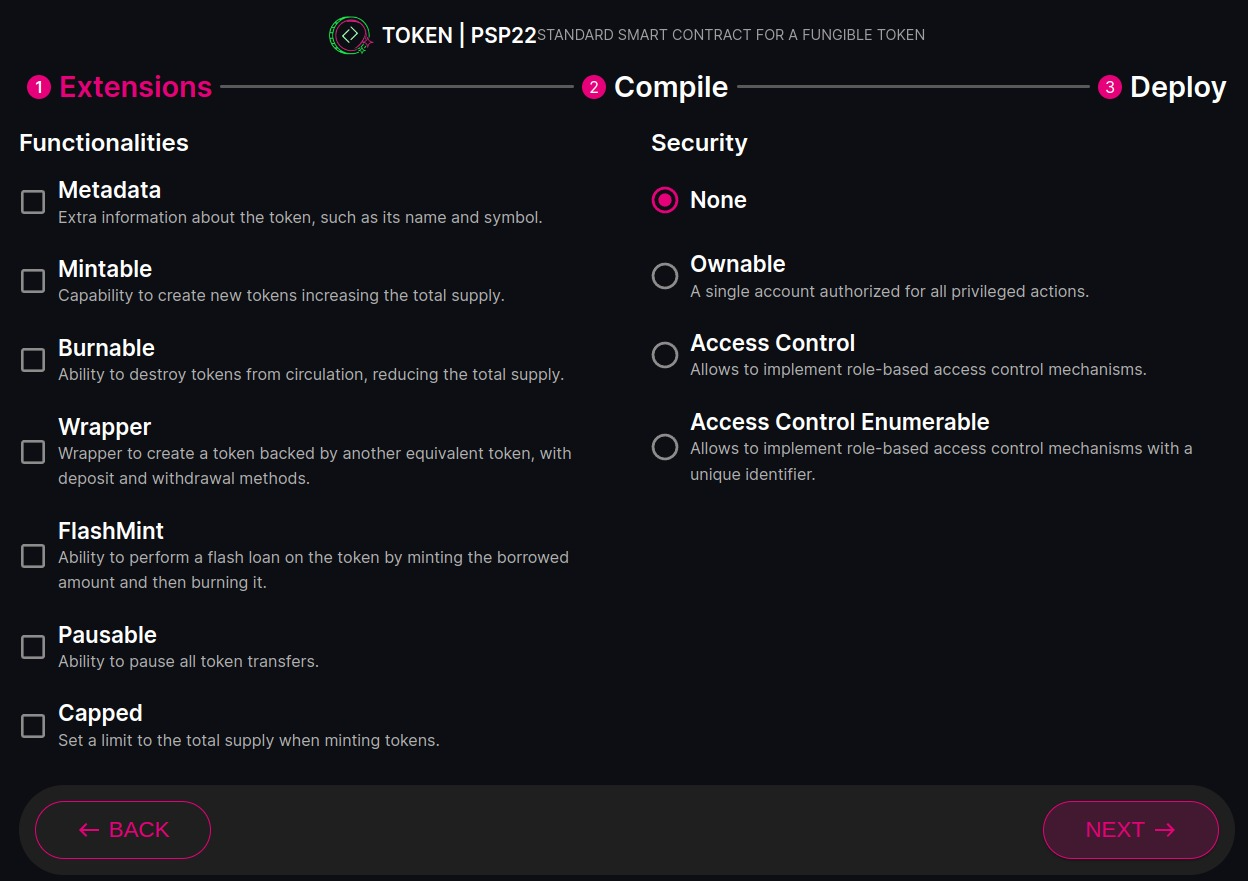 TOKEN | PSP22 STANDARD SMART CONTRACT FOR A FUNGIBLE TOKEN
1 Extensions 2 Compile 3 Deploy
Functionalities
Metadata
Extra information about the token, such as its name and symbol.
Mintable
Capability to create new tokens increasing the total supply.
Burnable
Ability to destroy tokens from circulation, reducing the total supply.
Wrapper
Wrapper to create a token backed by another equivalent token, with
deposit and withdrawal methods.
FlashMint
Ability to perform a flash loan on the token by minting the borrowed
amount and then burning it.
Pausable
Ability to pause all token transfers.
Capped
Set a limit to the total supply when minting tokens.
Security
None
Ownable
A single account authorized for all privileged actions.
Access Control
Allows to implement role-based access control mechanisms.
Access Control Enumerable
Allows to implement role-based access control mechanisms with a
unique identifier.
← BACK
NEXT →